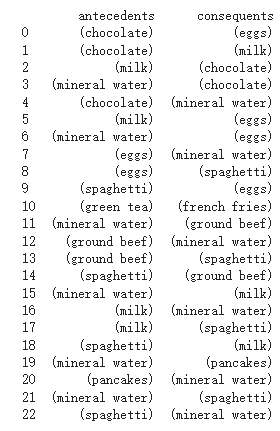 antecedents consequents
0 (chocolate) (eggs)
1 (chocolate) (milk)
2 (milk) (chocolate)
3 (mineral water) (chocolate)
4 (chocolate) (mineral water)
5 (milk) (eggs)
6 (mineral water) (eggs)
7 (eggs) (mineral water)
8 (eggs) (spaghetti)
9 (spaghetti) (eggs)
10 (green tea) (french fries)
11 (mineral water) (ground beef)
12 (ground beef) (mineral water)
13 (ground beef) (spaghetti)
14 (spaghetti) (ground beef)
15 (mineral water) (milk)
16 (milk) (mineral water)
17 (milk) (spaghetti)
18 (spaghetti) (milk)
19 (mineral water) (pancakes)
20 (pancakes) (mineral water)
21 (mineral water) (spaghetti)
22 (spaghetti) (mineral water)